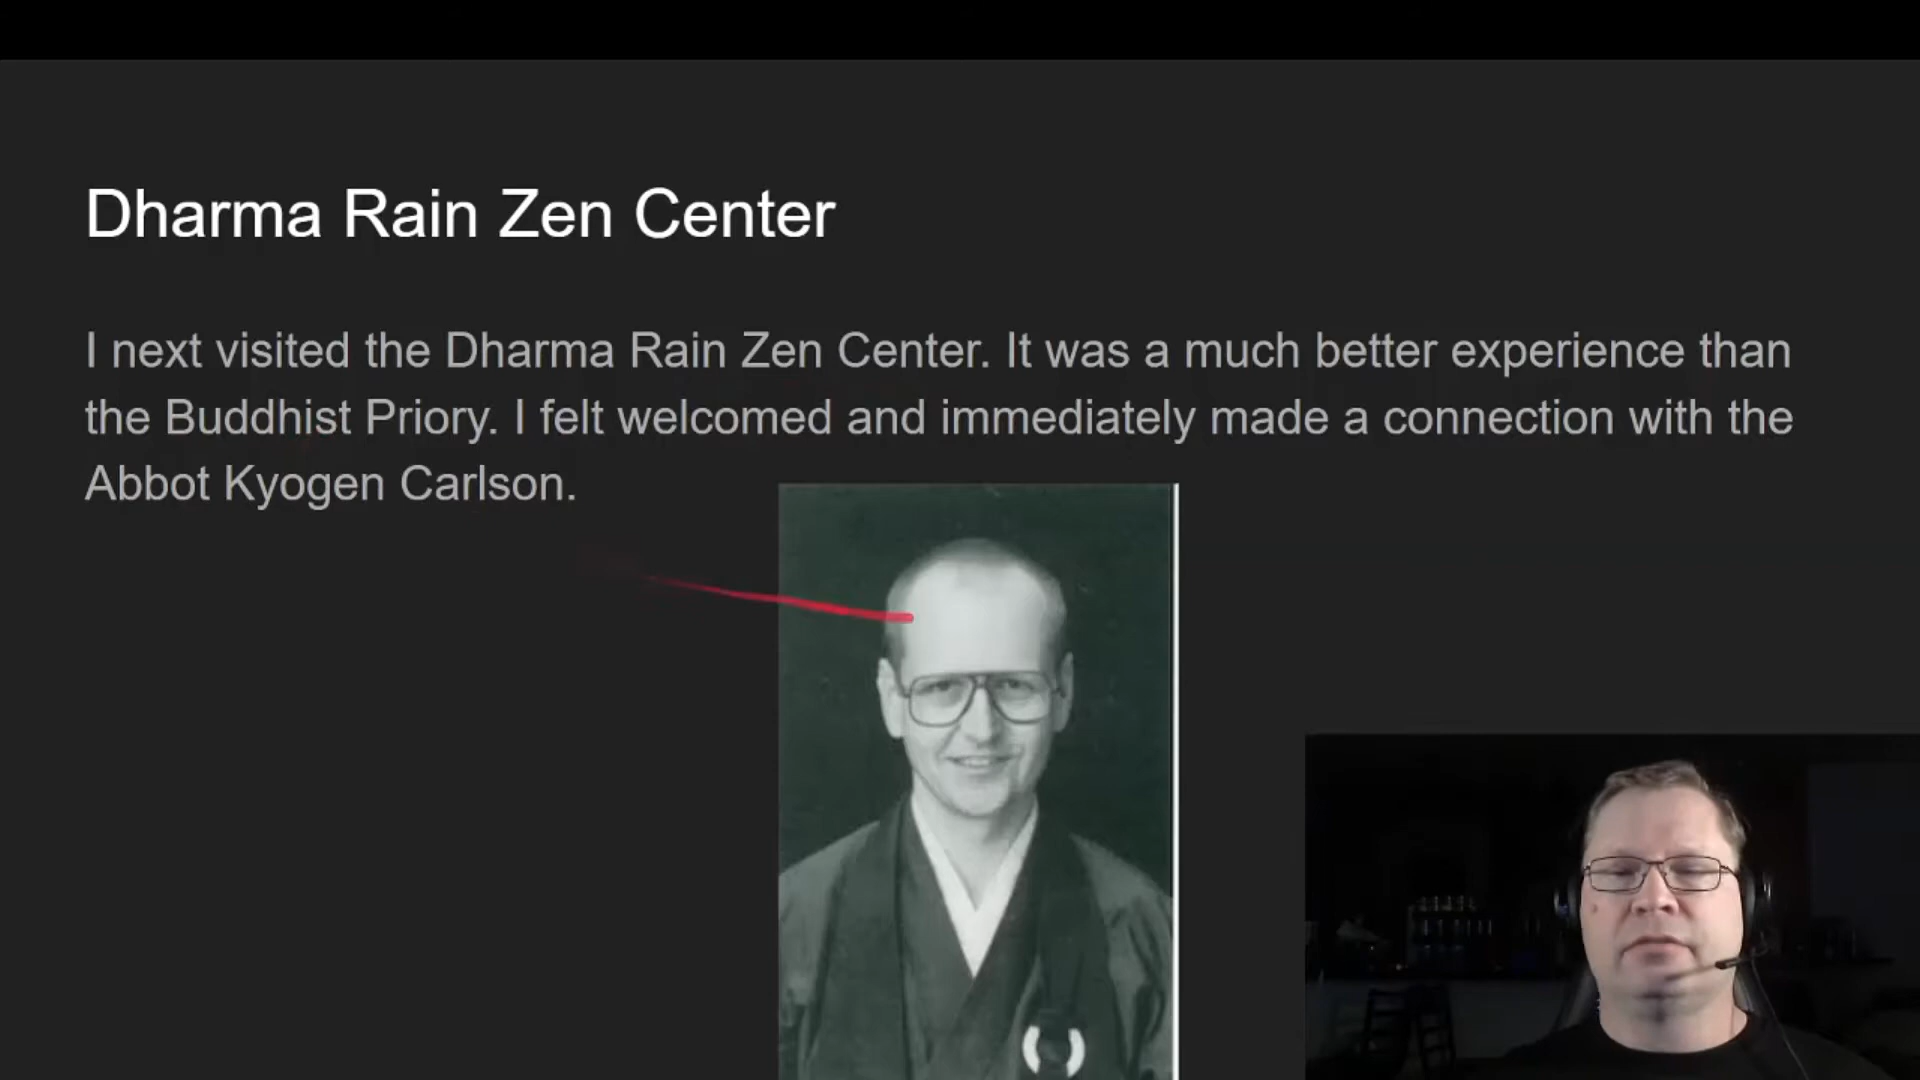 Dharma Rain Zen Center
I next visited the Dharma Rain Zen Center. It was a much better experience than
the Buddhist Priory. I felt welcomed and immediately made a connection with the
Abbot Kyogen Carlson.